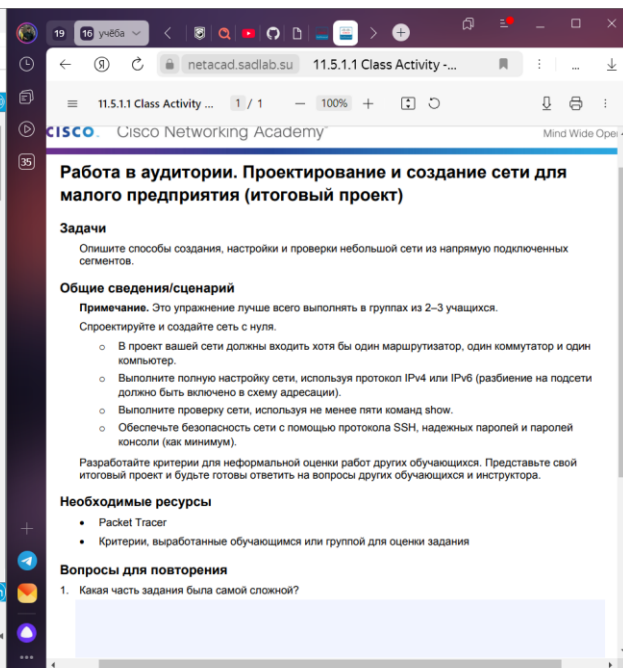 19 16 учёба
netacad.sadlab.su 11.5.1.1 Class Activity -...
11.5.1.1 Class Activity ... 1 / 1 — 100% +
35
CISCO. Cisco Networking Academy® Mind Wide Ope
Работа в аудитории. Проектирование и создание сети для
малого предприятия (итоговый проект)
Задачи
Опишите способы создания, настройки и проверки небольшой сети из напрямую подключенных
сегментов.
Общие сведения/сценарий
Примечание. Это упражнение лучше всего выполнять в группах из 2–3 учащихся.
Спроектируйте и создайте сеть с нуля.
o В проект вашей сети должны входить хотя бы один маршрутизатор, один коммутатор и один
компьютер.
o Выполните полную настройку сети, используя протокол IPv4 или IPv6 (разбиение на подсети
должно быть включено в схему адресации).
o Выполните проверку сети, используя не менее пяти команд show.
o Обеспечьте безопасность сети с помощью протокола SSH, надежных паролей и паролей
консоли (как минимум).
Разработайте критерии для неформальной оценки работ других обучающихся. Представьте свой
итоговый проект и будьте готовы ответить на вопросы других обучающихся и инструктора.
Необходимые ресурсы
• Packet Tracer
• Критерии, выработанные обучающимся или группой для оценки задания
Вопросы для повторения
1. Какая часть задания была самой сложной?